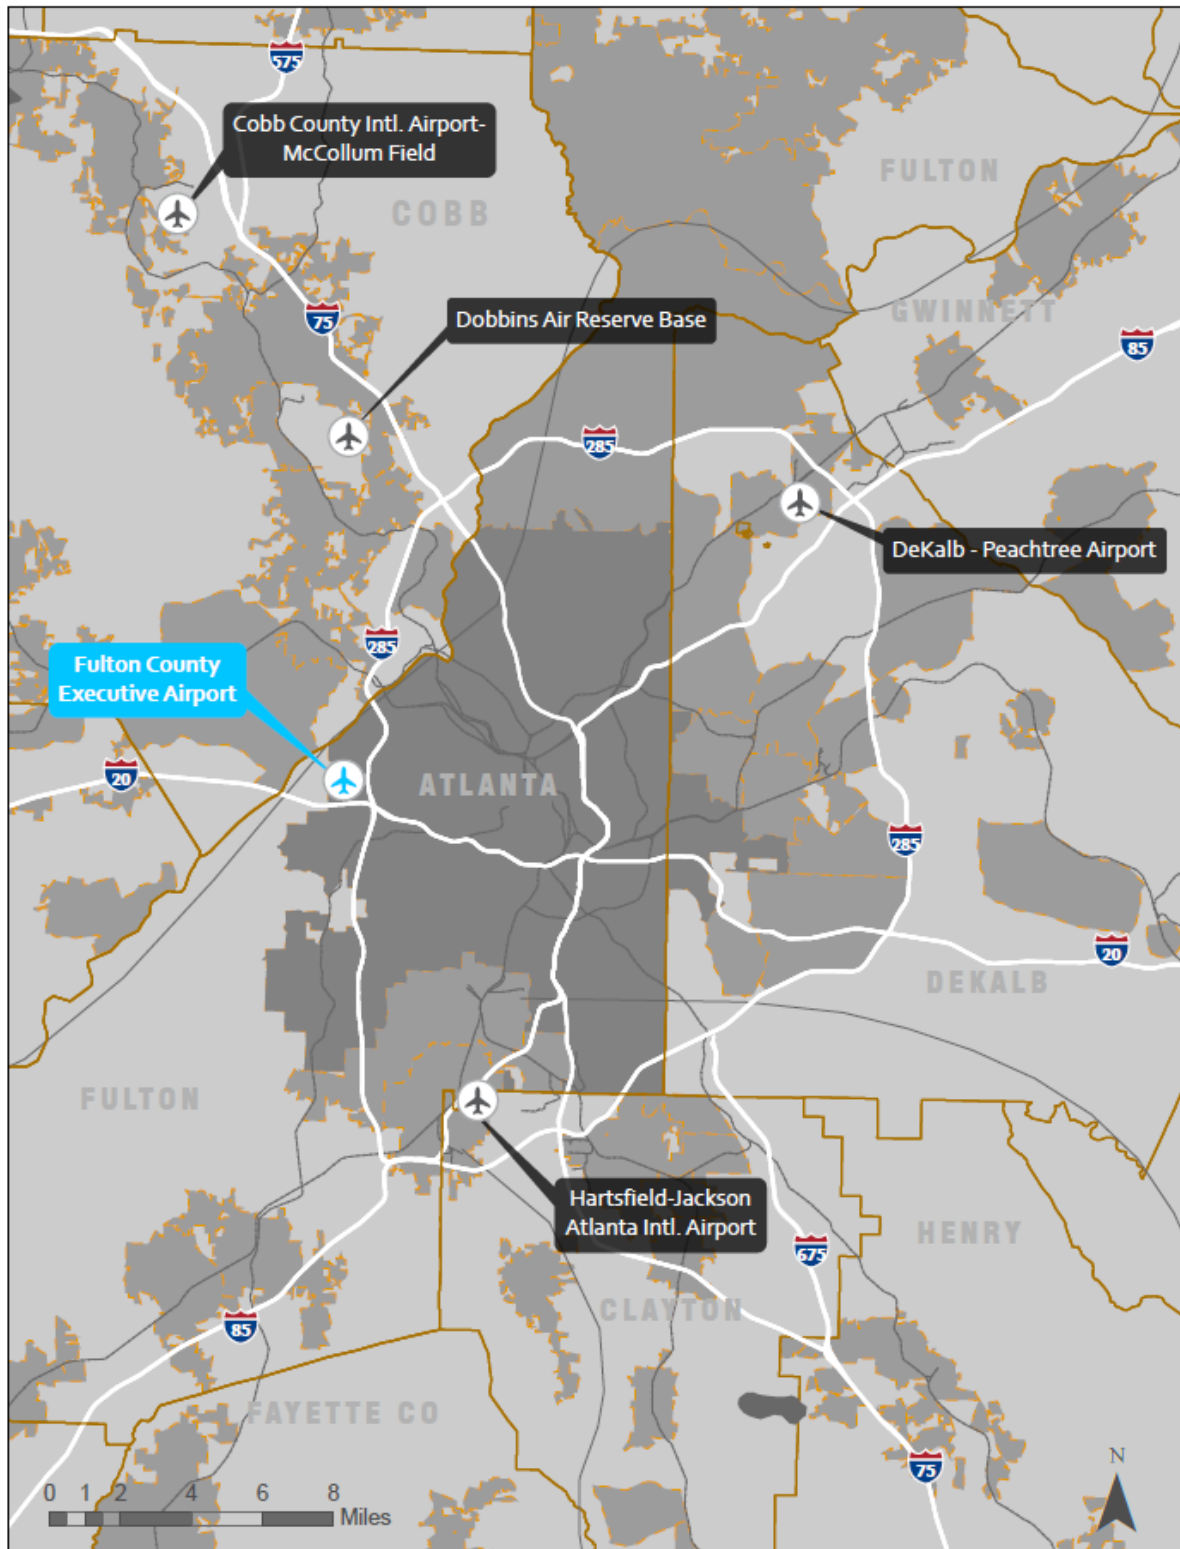 575
Cobb County Intl. Airport-
McCollum Field
FULTON
COBB
GWINNETT
75
Dobbins Air Reserve Base
85
285
DeKalb - Peachtree Airport
285
Fulton County
Executive Airport
20
ATLANTA
285
20
DEKALB
FULTON
Hartsfield-Jackson
Atlanta Intl. Airport
HENRY
675
CLAYTON
85
FAYETTE CO
75
N
0 1 2 4 6 8
Miles